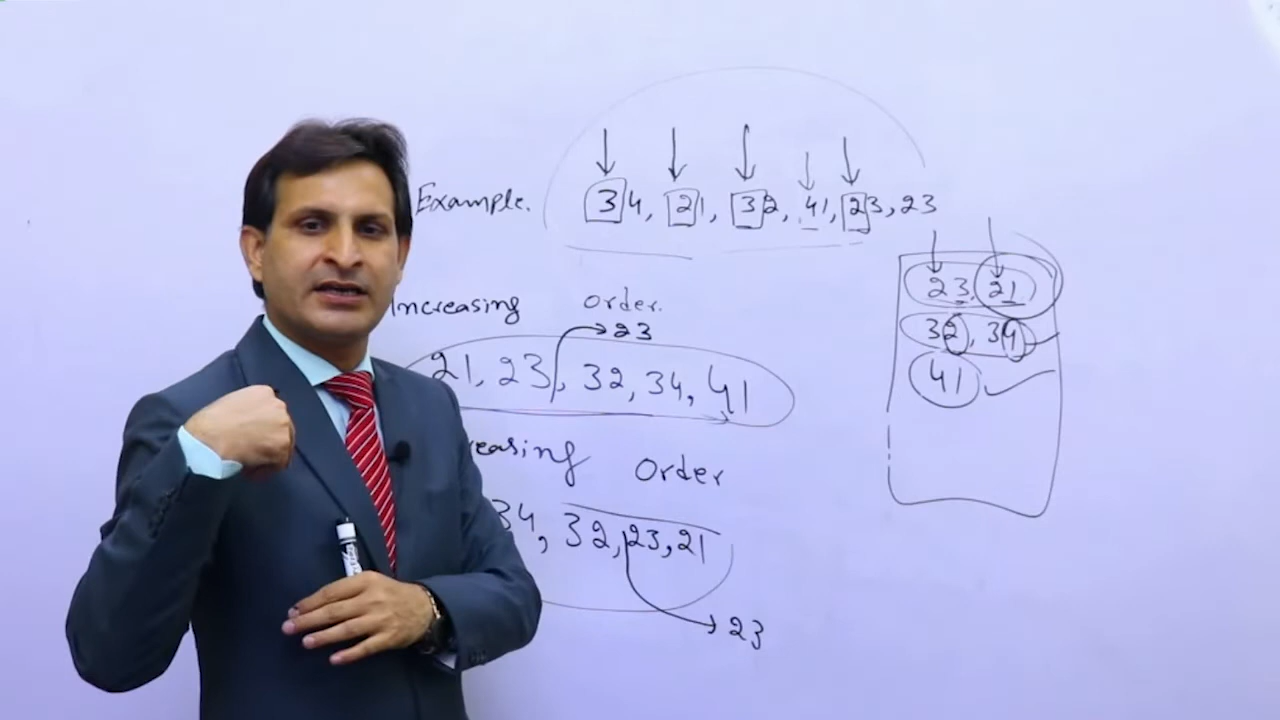 Example. 34, 21, 32, 41, 23, 23
23, 21
32, 34
41
Increasing order.
23
21, 23, 32, 34, 41
easing Order
34, 32, 23, 21
23